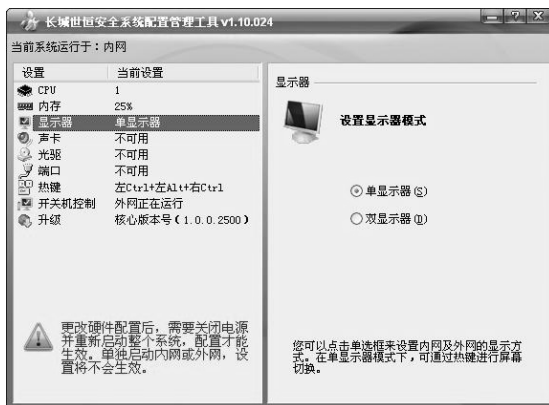 长城世恒安全系统配置管理工具 v1.10.024
当前系统运行于：内网
设置 当前设置
CPU 1
内存 25%
显示器 单显示器
声卡 不可用
光驱 不可用
端口 不可用
热键 左Ctrl+左Alt+右Ctrl
开关机控制 外网正在运行
升级 核心版本号（1.0.0.2500）
更改硬件配置后，需要关闭电源
并重新启动整个系统，配置才能
生效。单独启动内网或外网，设
置将不会生效。
显示器
设置显示器模式
单显示器(S)
双显示器(D)
您可以点击单选框来设置内网及外网的显示方
式。在单显示器模式下，可通过热键进行屏幕
切换。